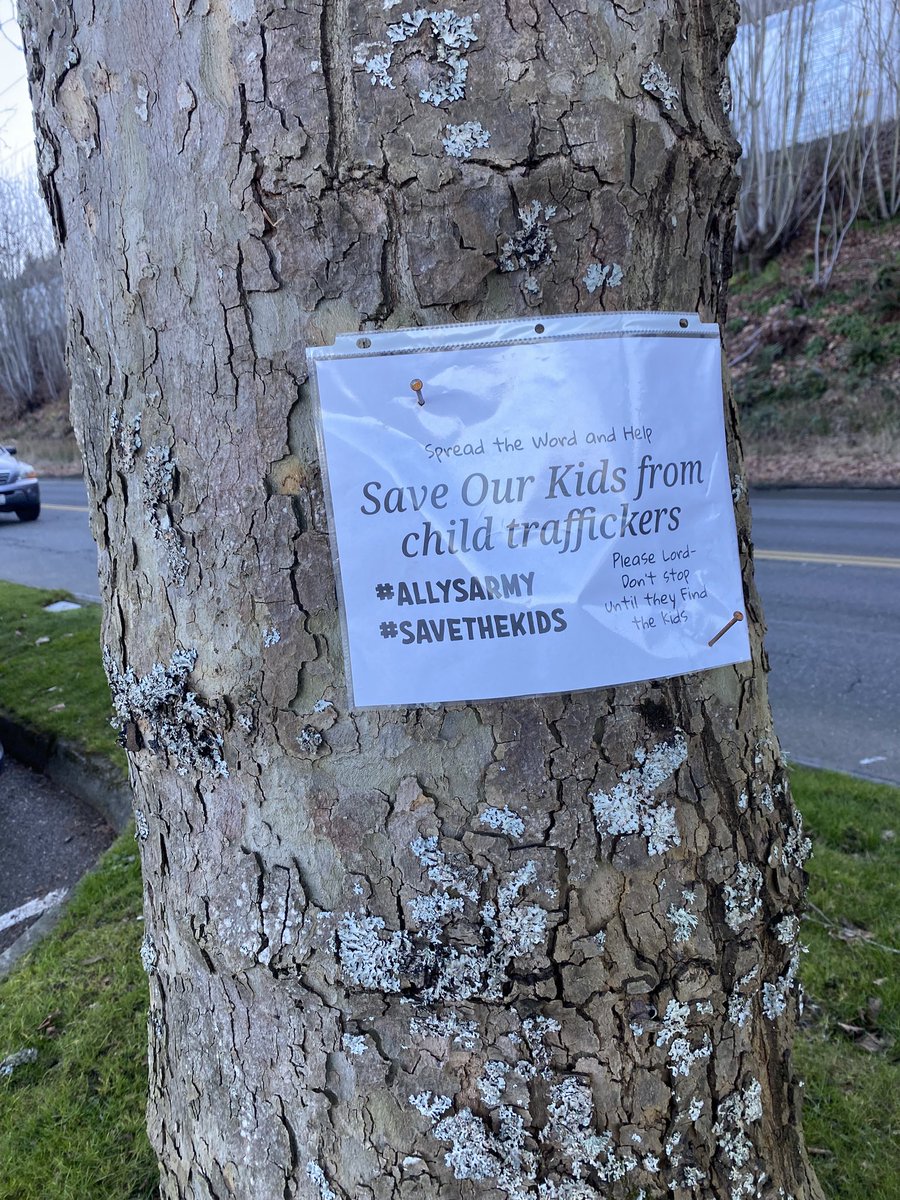 Spread the Word and Help
Save Our Kids from
child traffickers
#ALLYSARMY
#SAVETHEKIDS
Please Lord-
Don't stop
Until they Find
the kids